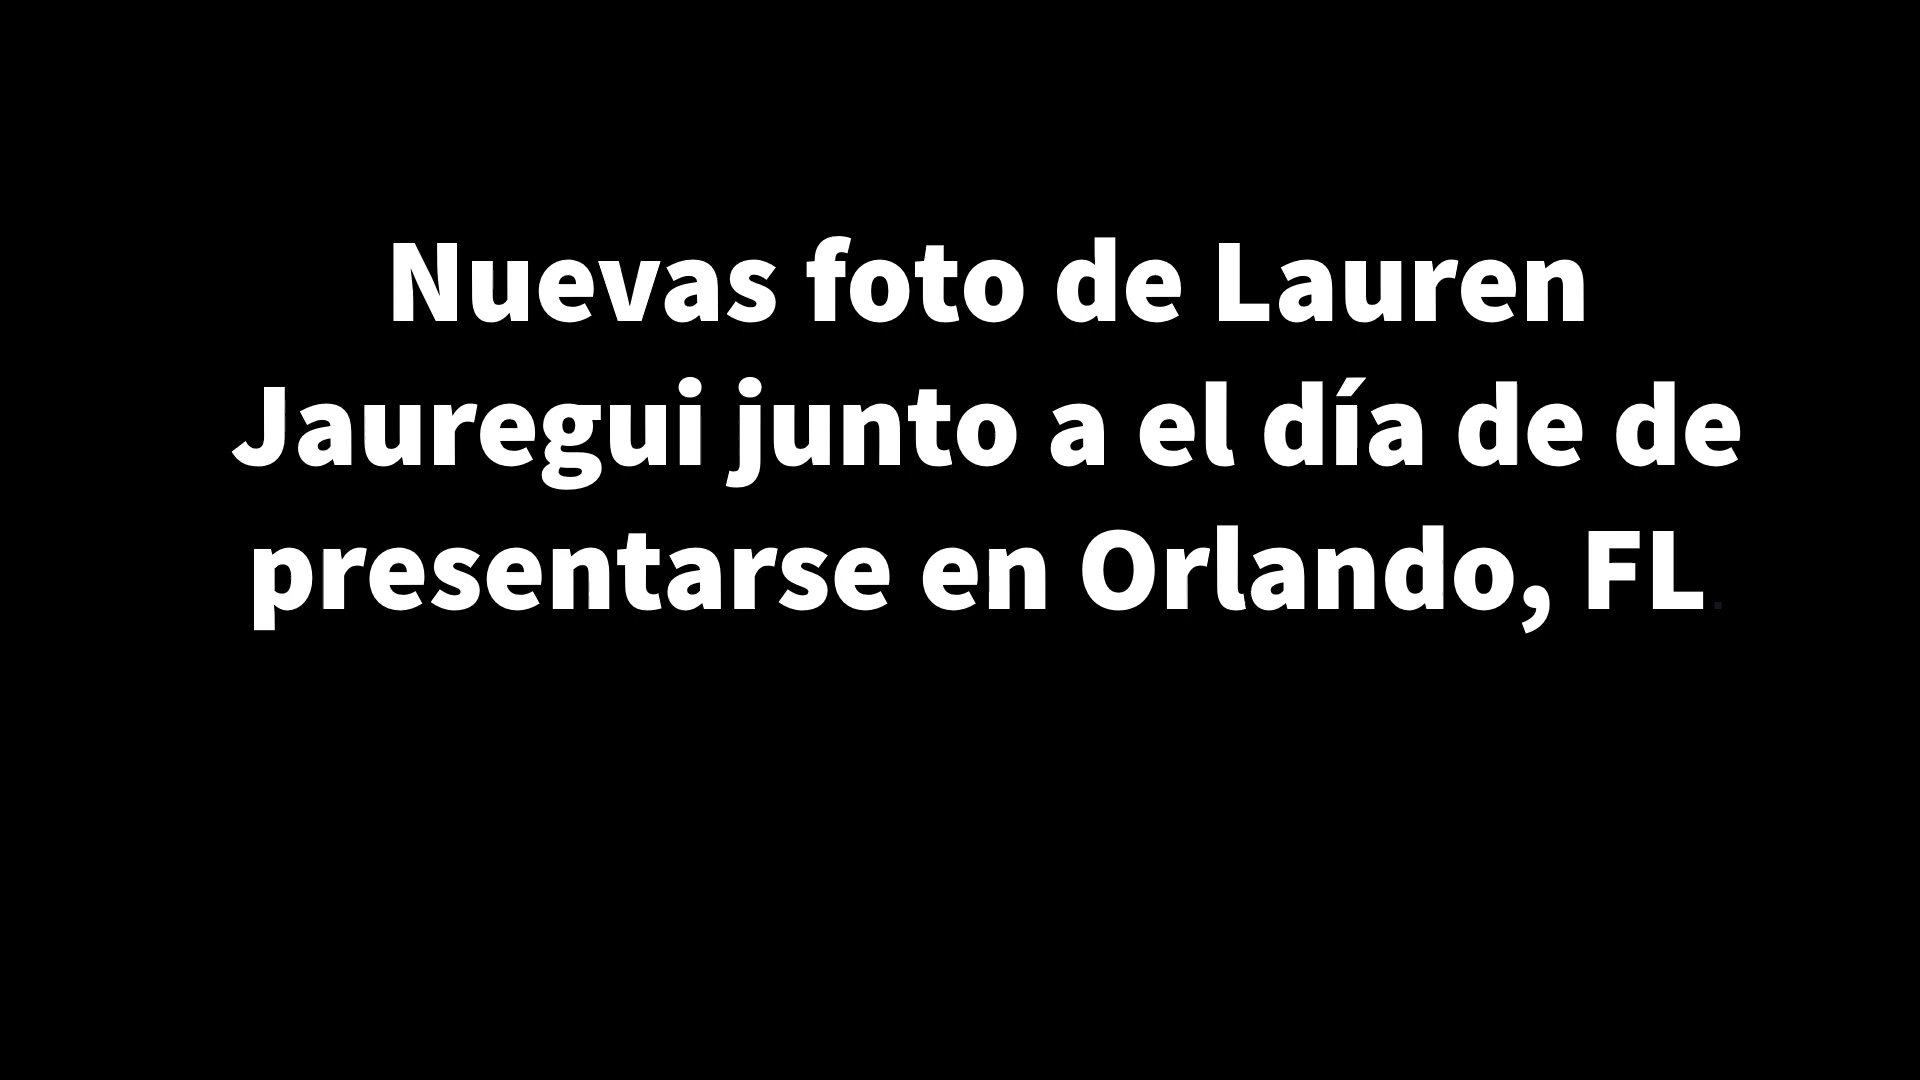 Nuevas foto de Lauren
Jauregui junto a el día de de
presentarse en Orlando, FL.